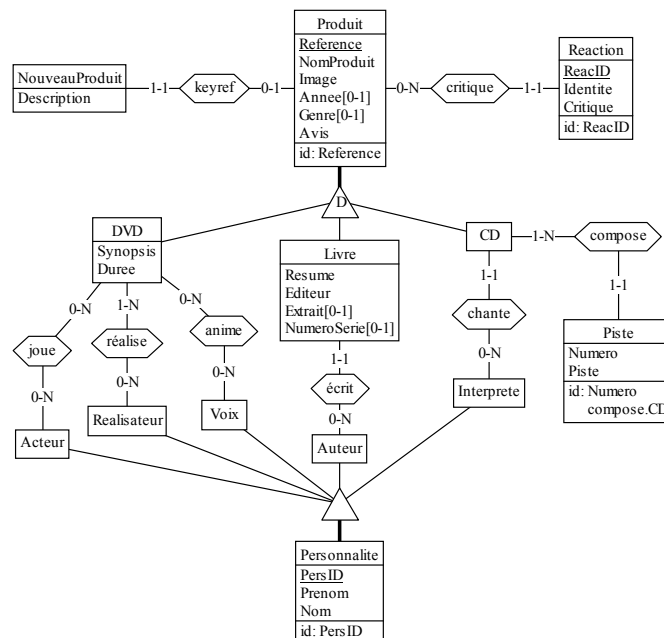 Produit
Reference
NomProduit
Image
Annee[0-1]
Genre[0-1]
Avis
id: Reference
NouveauProduit
Description
1-1
keyref
0-1
0-N
critique
1-1
Reaction
ReacID
Identite
Critique
id: ReacID
D
DVD
Synopsis
Duree
Livre
Resume
Editeur
Extrait[0-1]
NumeroSerie[0-1]
CD
1-N
compose
1-1
Piste
Numero
Piste
id: Numero
compose.CD
0-N
joue
0-N
Acteur
1-N
réalise
0-N
Realisateur
0-N
anime
0-N
Voix
1-1
écrit
0-N
Auteur
1-1
chante
0-N
Interprete
Personnalite
PersID
Prenom
Nom
id: PersID